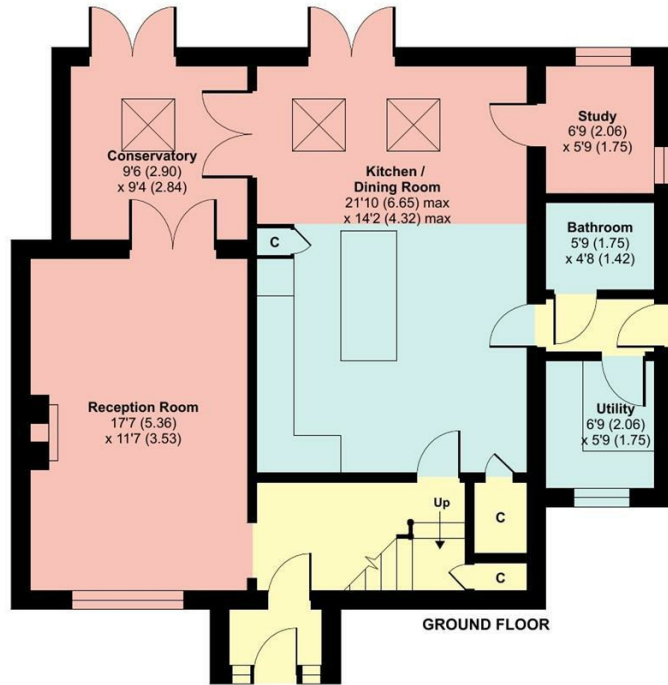 Conservatory
9'6 (2.90)
x 9'4 (2.84)
Kitchen /
Dining Room
21'10 (6.65) max
x 14'2 (4.32) max
Study
6'9 (2.06)
x 5'9 (1.75)
Bathroom
5'9 (1.75)
x 4'8 (1.42)
C
Reception Room
17'7 (5.36)
x 11'7 (3.53)
Utility
6'9 (2.06)
x 5'9 (1.75)
Up
C
C
GROUND FLOOR